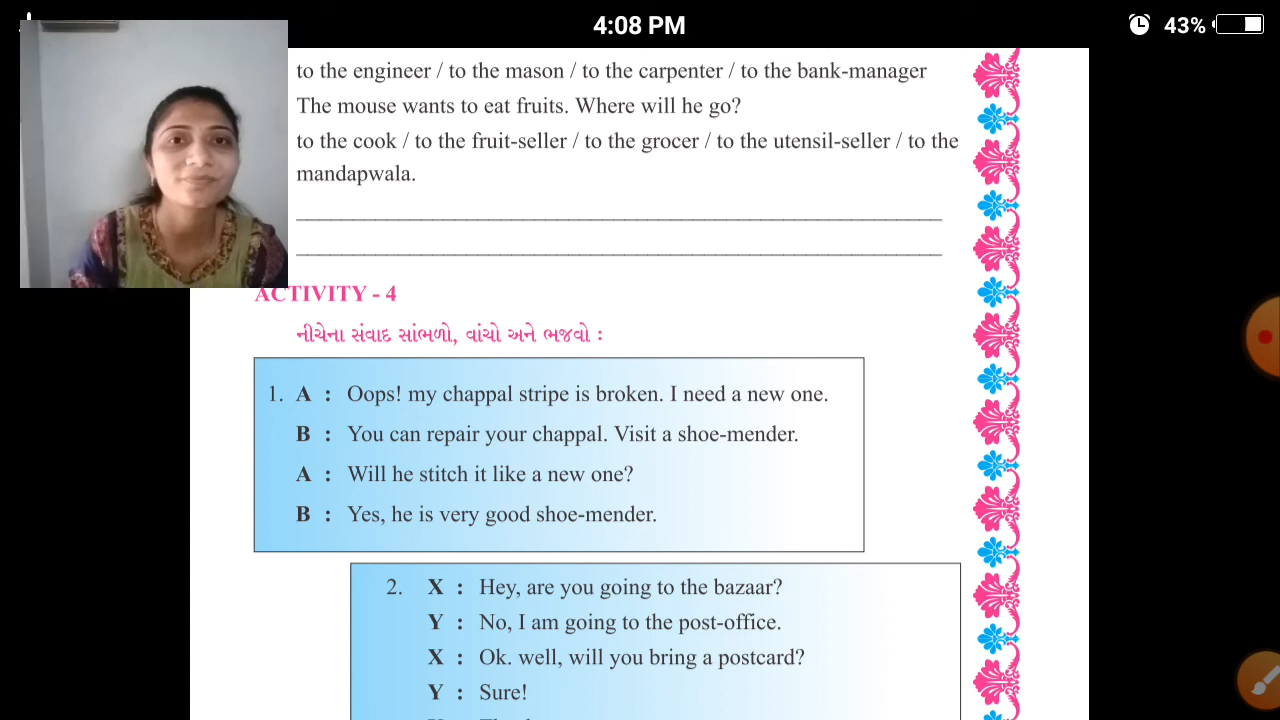 4:08 PM
43%
to the engineer / to the mason / to the carpenter / to the bank-manager
The mouse wants to eat fruits. Where will he go?
to the cook / to the fruit-seller / to the grocer / to the utensil-seller / to the
mandapwala.
ACTIVITY - 4
નીચેના સંવાદ સાંભળો, વાંચો અને ભજવો :
1. A : Oops! my chappal stripe is broken. I need a new one.
B : You can repair your chappal. Visit a shoe-mender.
A : Will he stitch it like a new one?
B : Yes, he is very good shoe-mender.
2. X : Hey, are you going to the bazaar?
Y : No, I am going to the post-office.
X : Ok. well, will you bring a postcard?
Y : Sure!